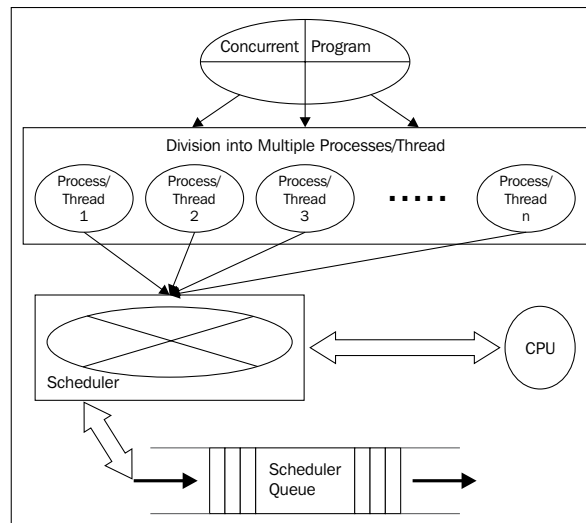 Concurrent Program
Division into Multiple Processes/Thread
Process/
Thread
1
Process/
Thread
2
Process/
Thread
3
Process/
Thread
n
Scheduler
CPU
Scheduler
Queue